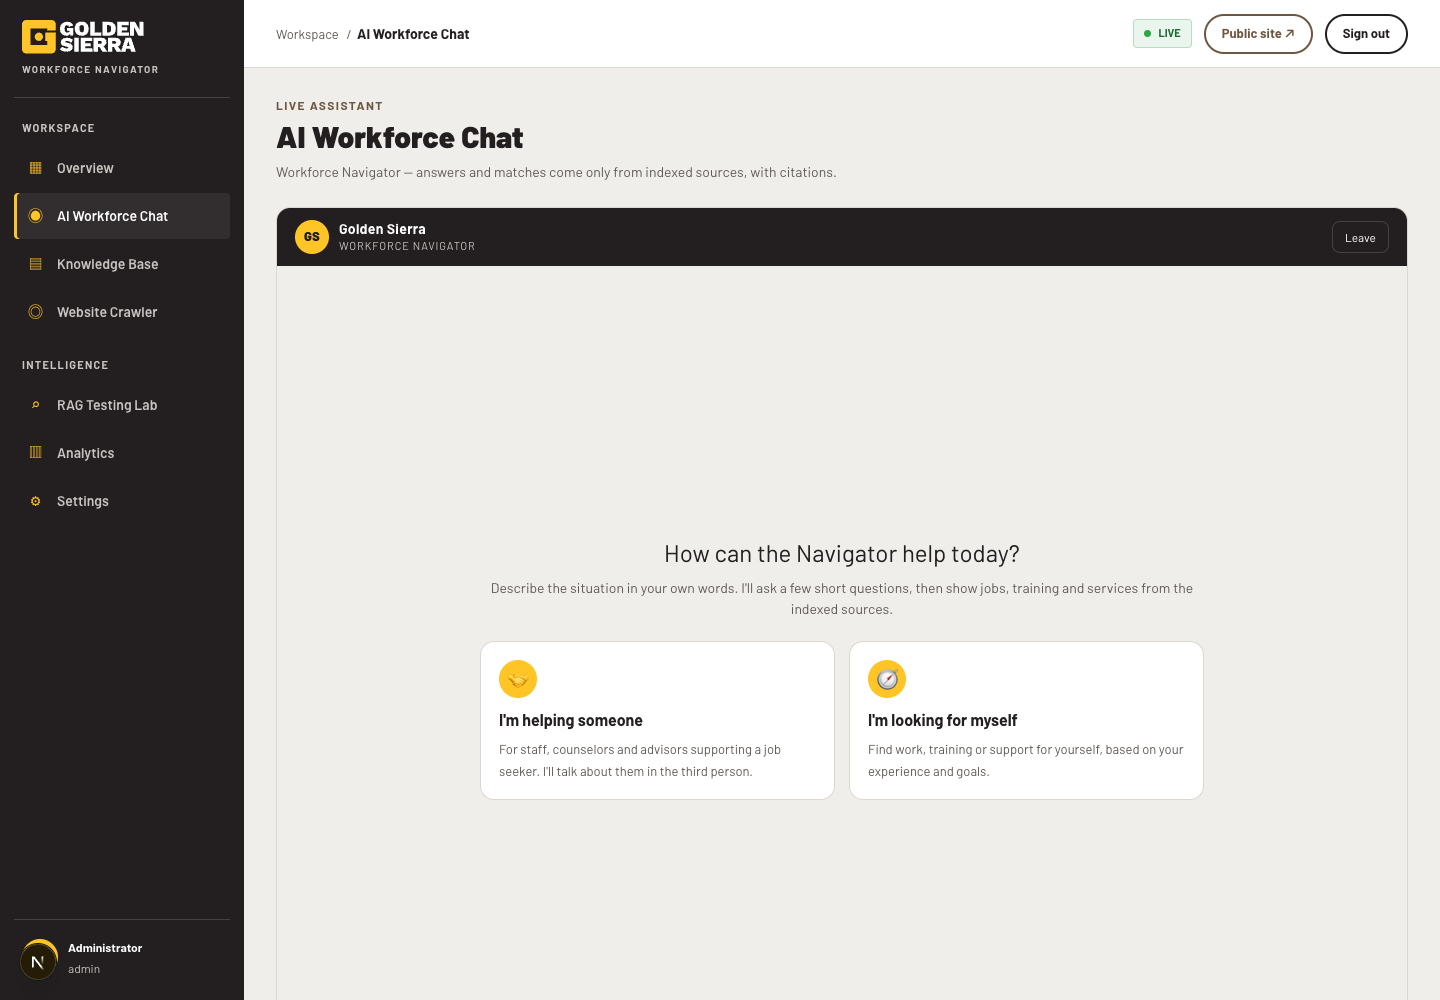 GOLDEN
SIERRA
WORKFORCE NAVIGATOR
WORKSPACE
Overview
AI Workforce Chat
Knowledge Base
Website Crawler
INTELLIGENCE
RAG Testing Lab
Analytics
Settings
N
Administrator
admin
Workspace / AI Workforce Chat
LIVE
Public site ↗
Sign out
LIVE ASSISTANT
AI Workforce Chat
Workforce Navigator — answers and matches come only from indexed sources, with citations.
GS
Golden Sierra
WORKFORCE NAVIGATOR
Leave
How can the Navigator help today?
Describe the situation in your own words. I'll ask a few short questions, then show jobs, training and services from the
indexed sources.
I'm helping someone
For staff, counselors and advisors supporting a job
seeker. I'll talk about them in the third person.
I'm looking for myself
Find work, training or support for yourself, based on your
experience and goals.